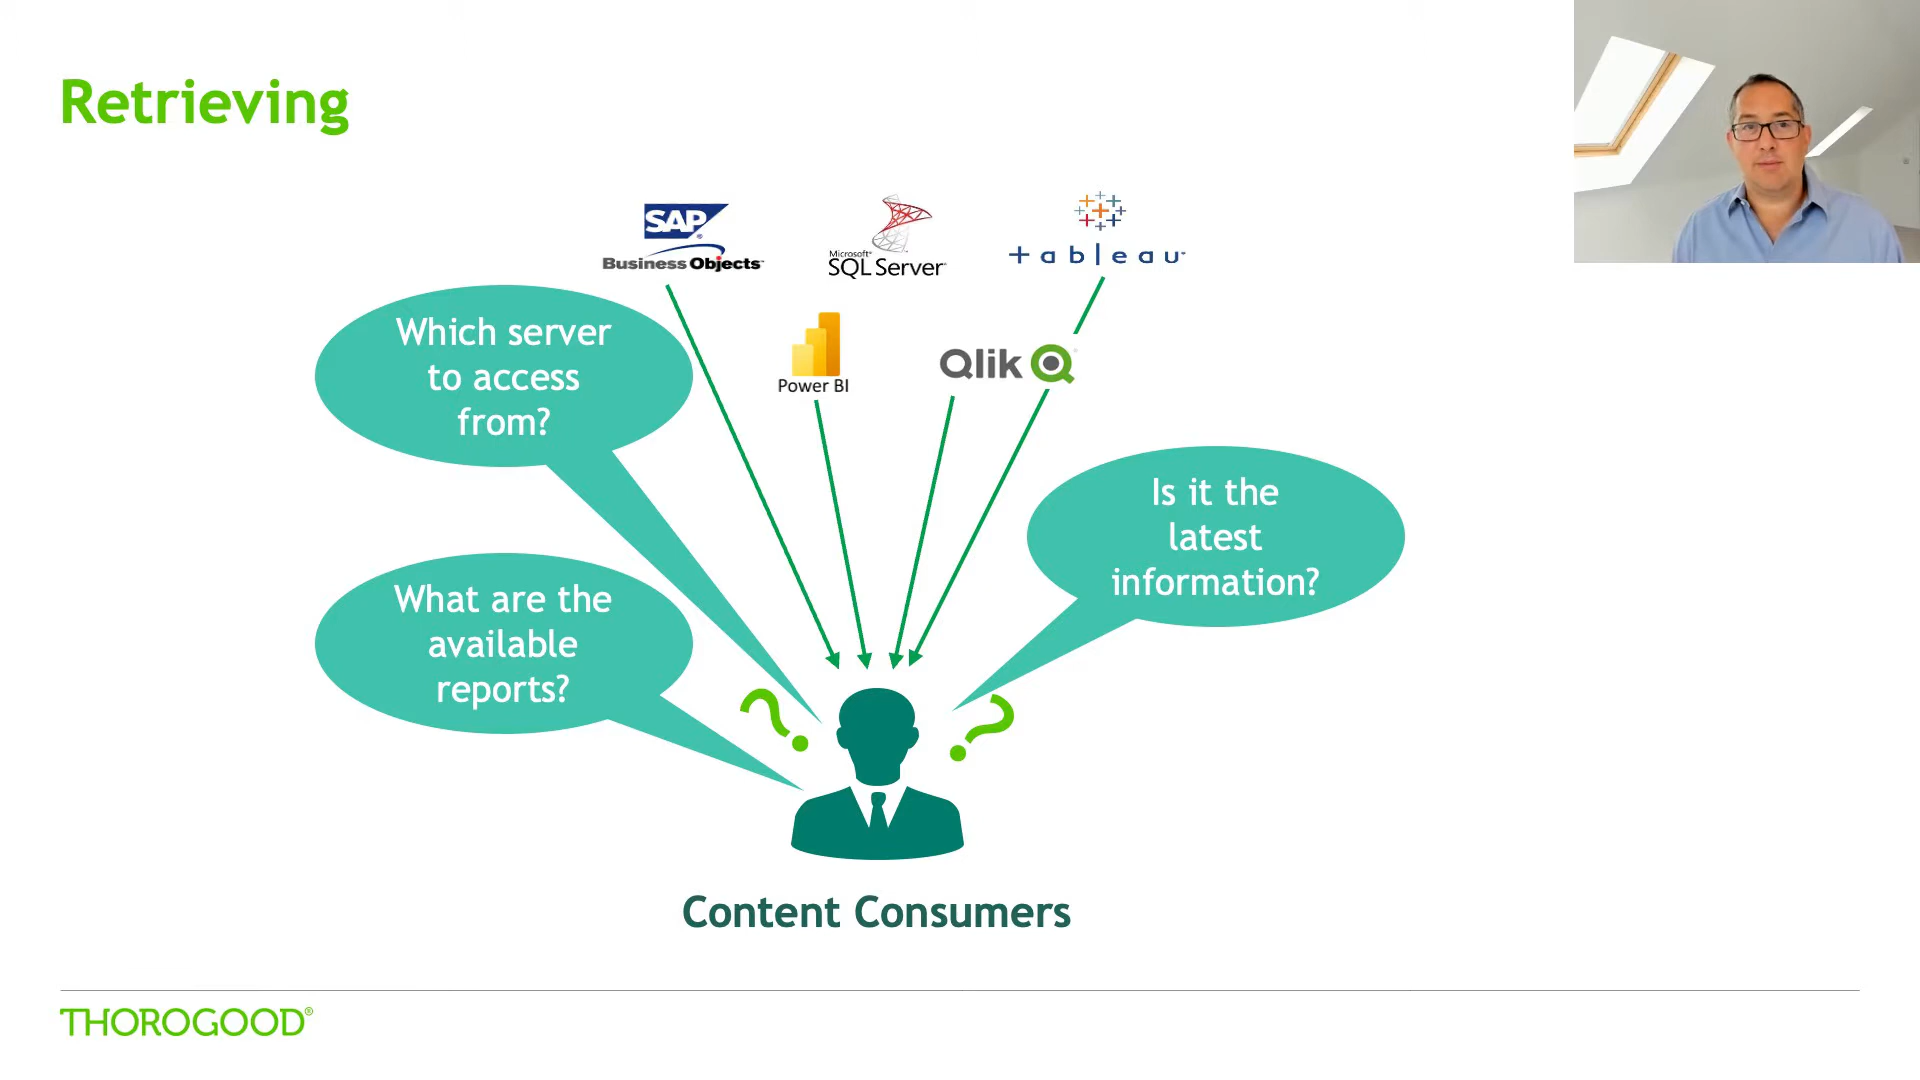 Retrieving
SAP®
Business Objects™
Microsoft®
SQL Server®
+ a b l e a u
Power BI
Qlik
Which server
to access
from?
Is it the
latest
information?
What are the
available
reports?
?
?
Content Consumers
THOROGOOD®